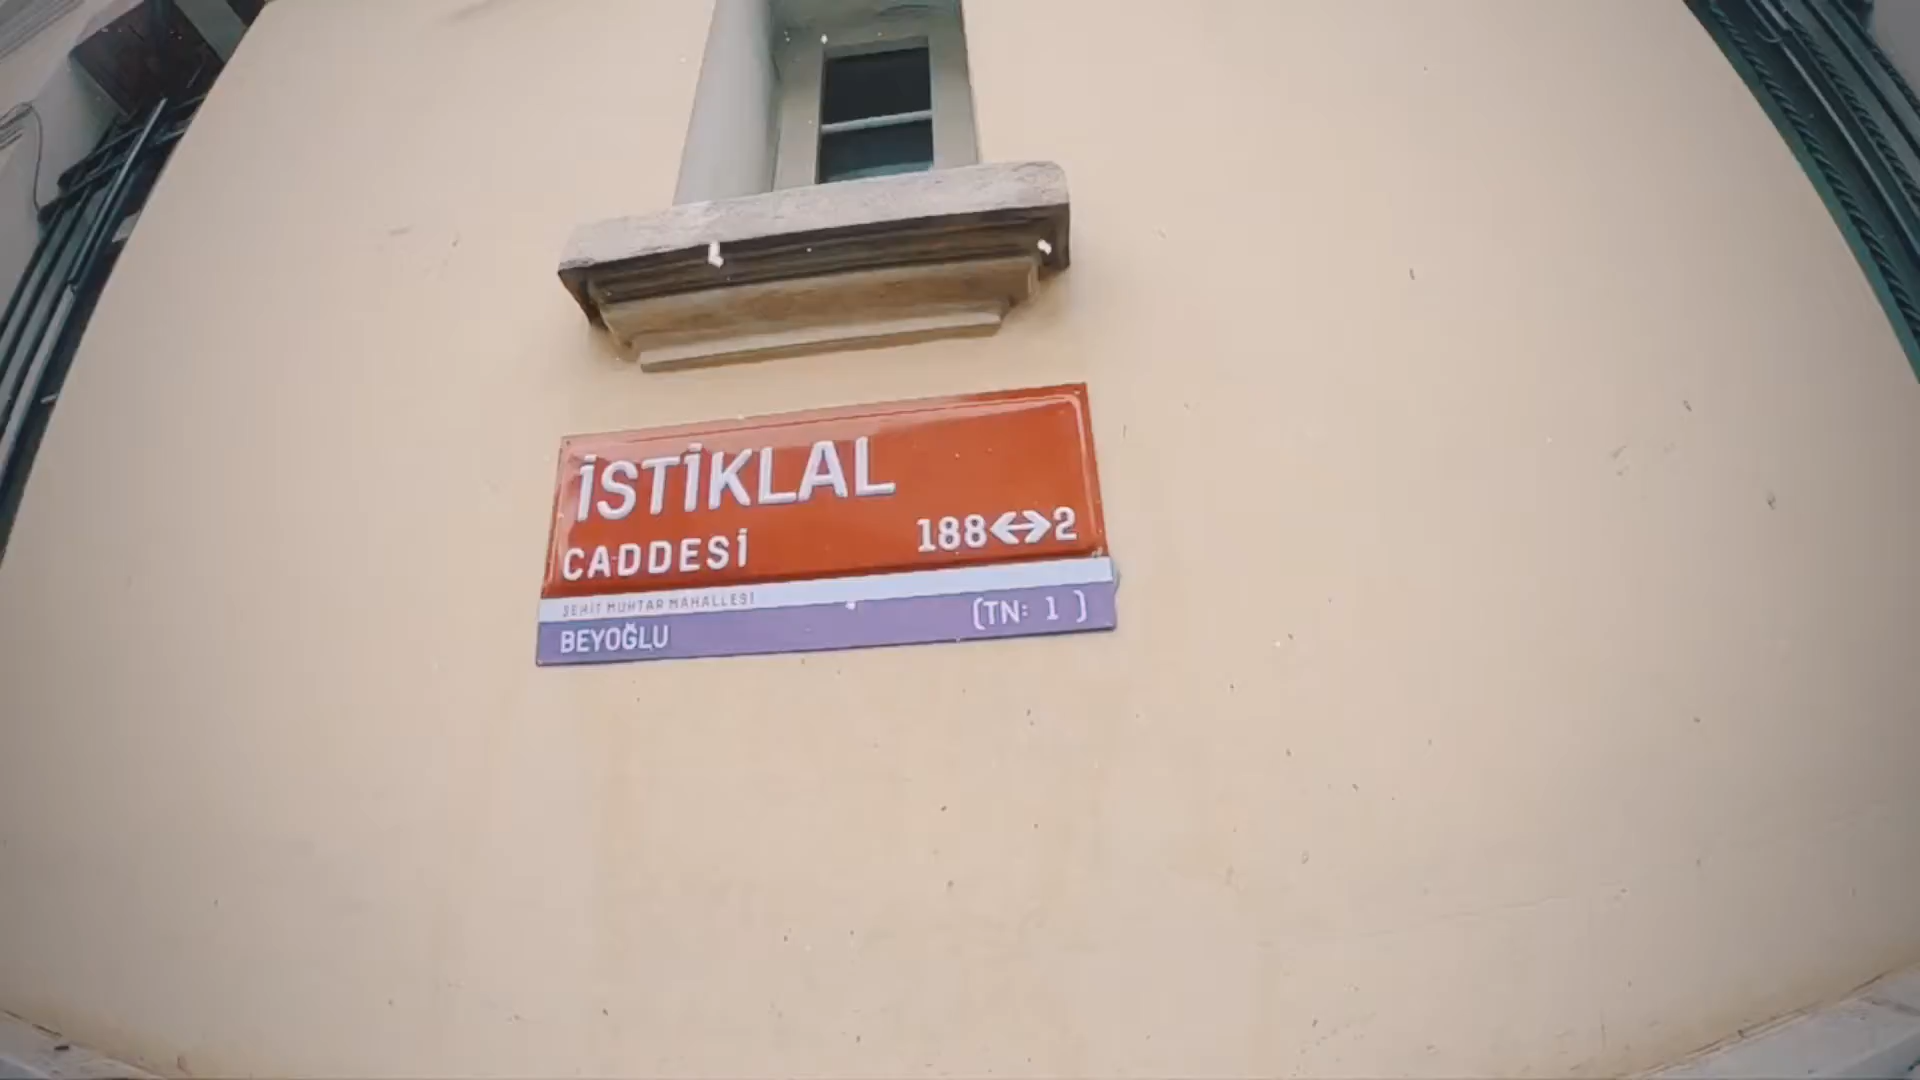 İSTİKLAL
CADDESİ 188↔2
ŞEHİT MUHTAR MAHALLESİ
BEYOĞLU (TN: 1 )